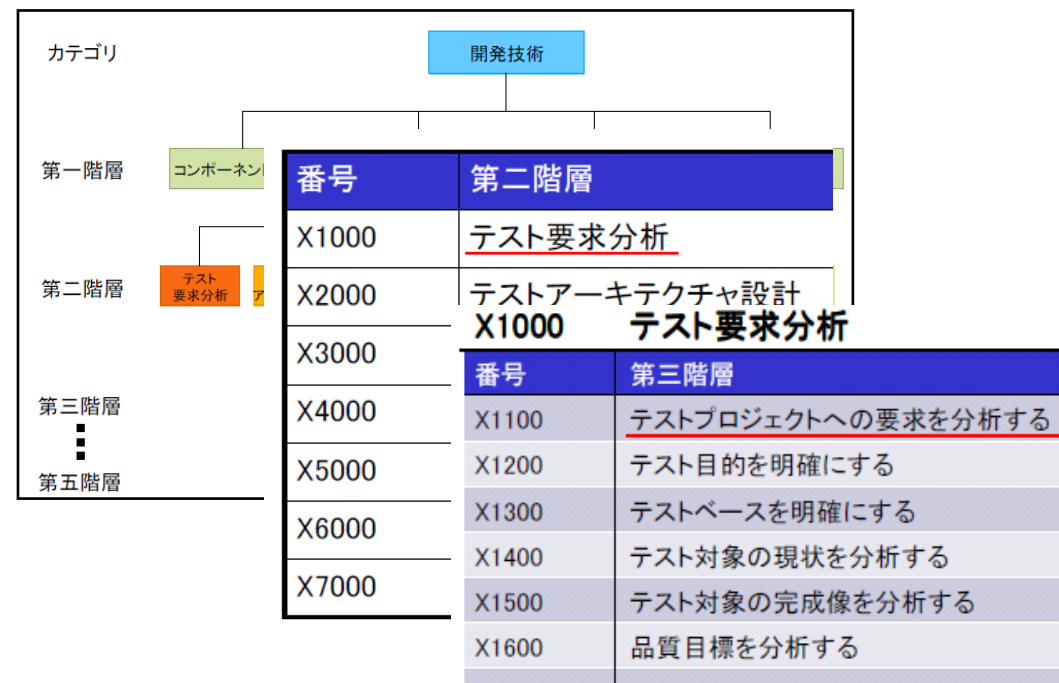 カテゴリ
開発技術
第一階層
コンポーネン
第二階層
テスト
要求分析
ア
第三階層
第五階層
番号 第二階層
X1000 テスト要求分析
X2000 テストアーキテクチャ設計
X3000
X4000
X5000
X6000
X7000
X1000 テスト要求分析
番号 第三階層
X1100 テストプロジェクトへの要求を分析する
X1200 テスト目的を明確にする
X1300 テストベースを明確にする
X1400 テスト対象の現状を分析する
X1500 テスト対象の完成像を分析する
X1600 品質目標を分析する